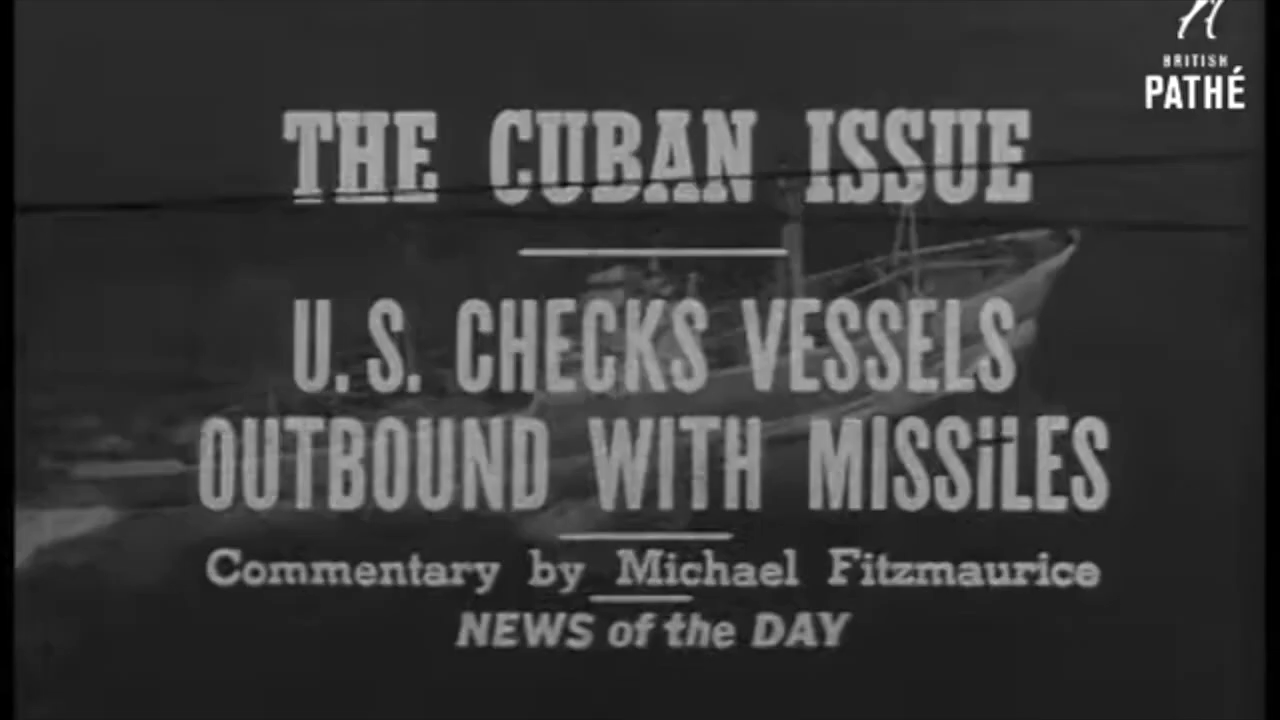 BRITISH
PATHÉ
THE CUBAN ISSUE
U.S. CHECKS VESSELS
OUTBOUND WITH MISSiLES
Commentary by Michael Fitzmaurice
NEWS of the DAY